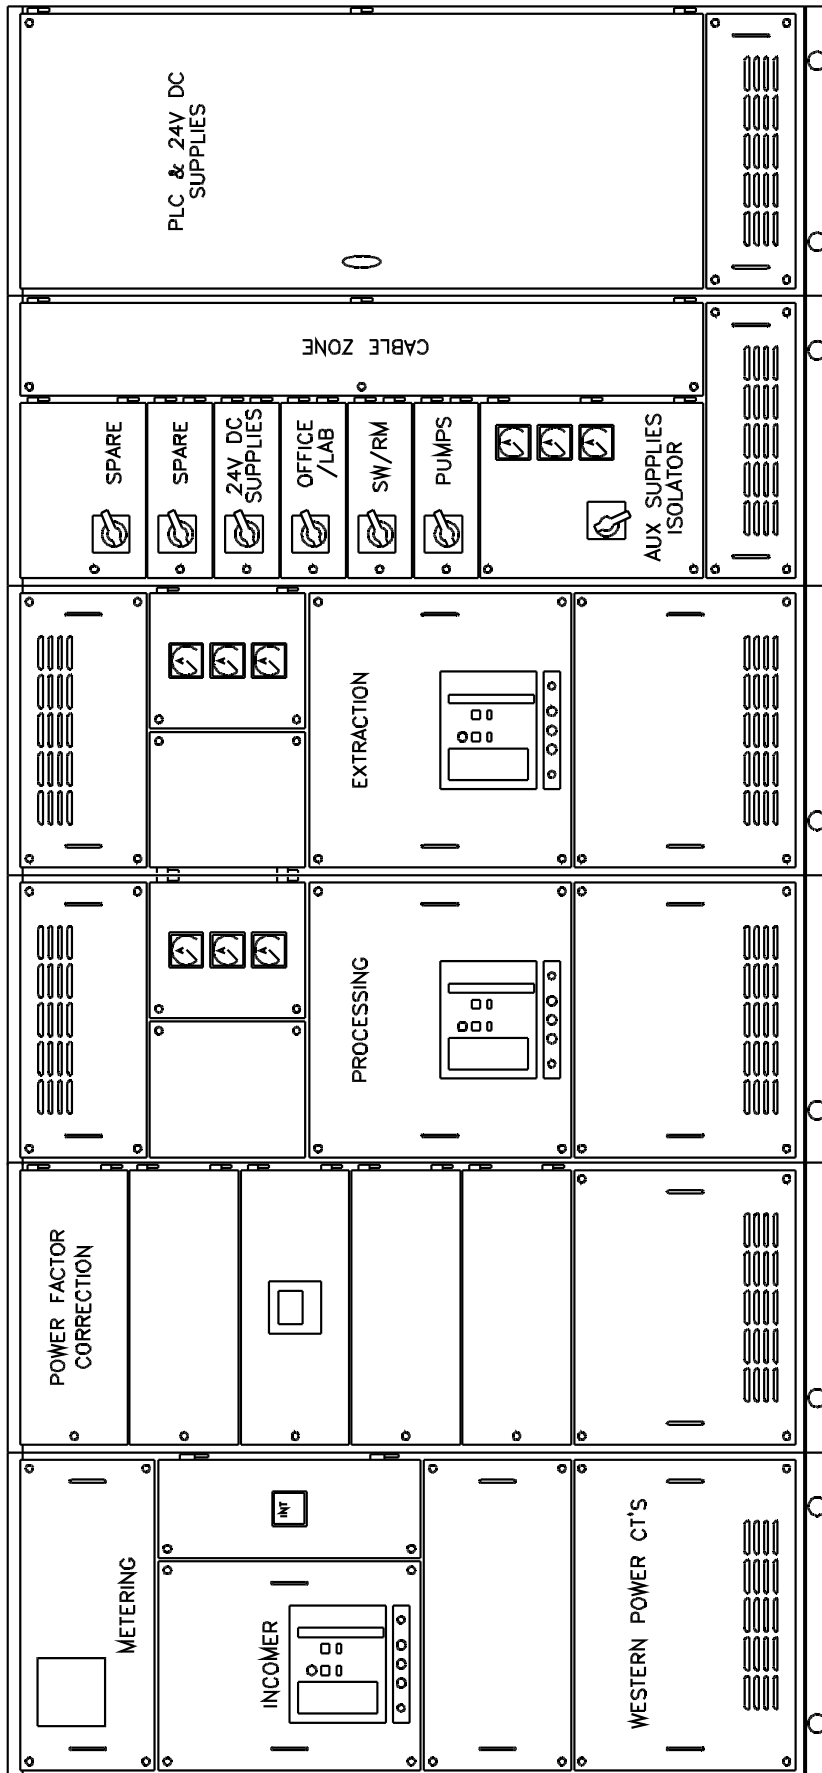 METERING
INCOMER
INT
WESTERN POWER CT'S
POWER FACTOR
CORRECTION
A
A
A
PROCESSING
A
A
A
EXTRACTION
SPARE
SPARE
24V DC
SUPPLIES
OFFICE
/LAB
SW/RM
PUMPS
A
A
A
AUX SUPPLIES
ISOLATOR
CABLE ZONE
PLC & 24V DC
SUPPLIES